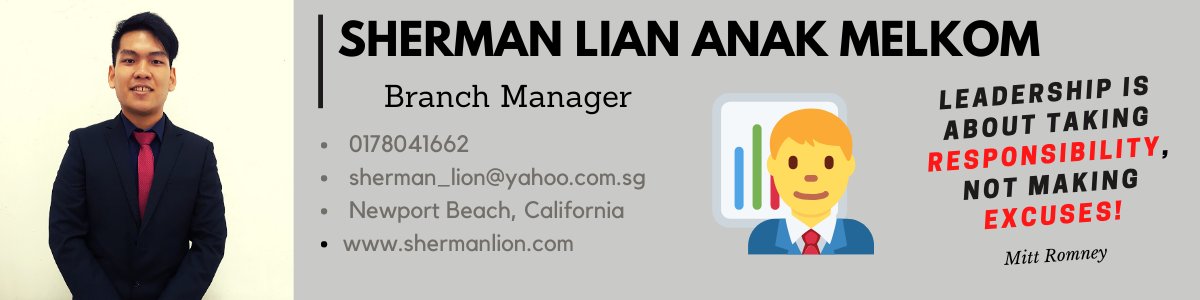 SHERMAN LIAN ANAK MELKOM
Branch Manager
• 0178041662
• sherman_lion@yahoo.com.sg
• Newport Beach, California
• www.shermanlion.com
LEADERSHIP IS
ABOUT TAKING
RESPONSIBILITY,
NOT MAKING
EXCUSES!
Mitt Romney